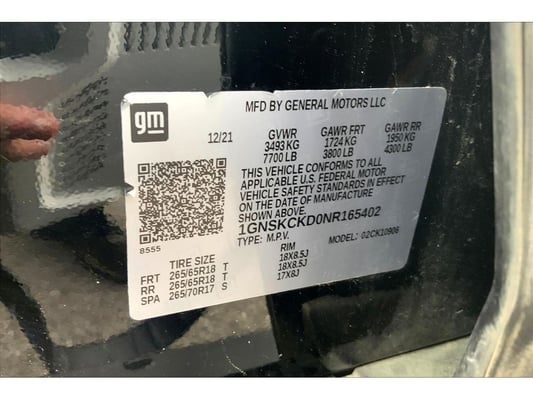 gm
MFD BY GENERAL MOTORS LLC
12/21 GVWR GAWR FRT GAWR RR
3493 KG 1724 KG 1950 KG
7700 LB 3800 LB 4300 LB
THIS VEHICLE CONFORMS TO ALL
APPLICABLE U.S. FEDERAL MOTOR
VEHICLE SAFETY STANDARDS IN EFFECT
ON THE DATE OF MANUFACTURE
SHOWN ABOVE.
1GNSKCKD0NR165402
TYPE: M.P.V. MODEL: 02CK10906
8555
TIRE SIZE RIM
FRT 265/65R18 T 18X8.5J
RR 265/65R18 T 18X8.5J
SPA 265/70R17 S 17X8J